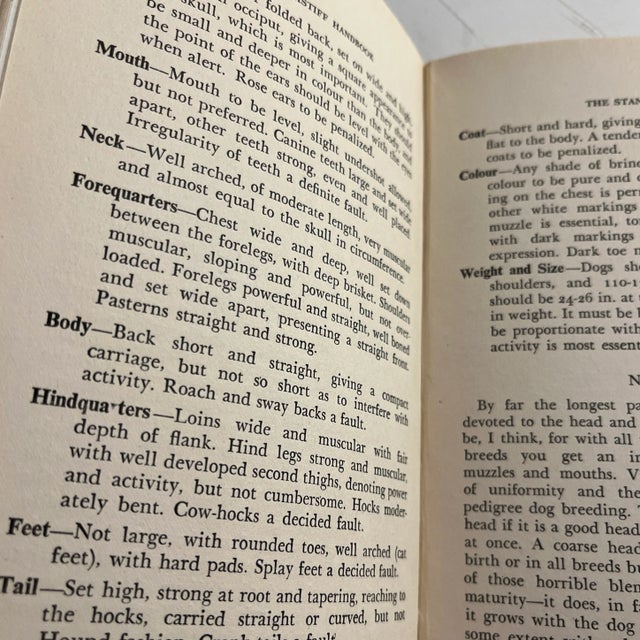 STIFF HANDBOOK
folded back, set on wide and high,
occiput, giving a square appearance to
skull, which is most important. They should
be small and deeper in colour than the body, and
the point of the ears should be level with the eyes
when alert. Rose ears to be penalized.
Mouth—Mouth to be level, slight undershot allowed,
but not preferred. Canine teeth large and set wide
apart, other teeth strong, even and well placed.
Irregularity of teeth a definite fault.
Neck—Well arched, of moderate length, very muscular
and almost equal to the skull in circumference.
Forequarters—Chest wide and deep, well set down
between the forelegs, with deep brisket. Shoulders
muscular, sloping and powerful, but not over-
loaded. Forelegs powerful and straight, well boned
and set wide apart, presenting a straight front.
Pasterns straight and strong.
Body—Back short and straight, giving a compact
carriage, but not so short as to interfere with
activity. Roach and sway backs a fault.
Hindquarters—Loins wide and muscular with fair
depth of flank. Hind legs strong and muscular,
with well developed second thighs, denoting power
and activity, but not cumbersome. Hocks moder-
ately bent. Cow-hocks a decided fault.
Feet—Not large, with rounded toes, well arched (cat
feet), with hard pads. Splay feet a decided fault.
Tail—Set high, strong at root and tapering, reaching to
the hocks, carried straight or curved, but not
Hound fashion.
THE STAN
Coat—Short and hard, giving
flat to the body. A tende
coats to be penalized.
Colour—Any shade of brind
colour to be pure and c
ing on the chest is per
other white markings
muzzle is essential, to
with dark markings
expression. Dark toe n
Weight and Size—Dogs sho
shoulders, and 110-1
should be 24-26 in. at
in weight. It must be b
be proportionate with
activity is most essent
N
By far the longest pa
devoted to the head and
be, I think, for with all
breeds you get an in
muzzles and mouths. V
of uniformity and the
pedigree dog breeding. T
head if it is a good head
at once. A coarse head
birth or in all breeds bu
of those horrible blem
maturity—it does, in f
it grows with the dog
some extent